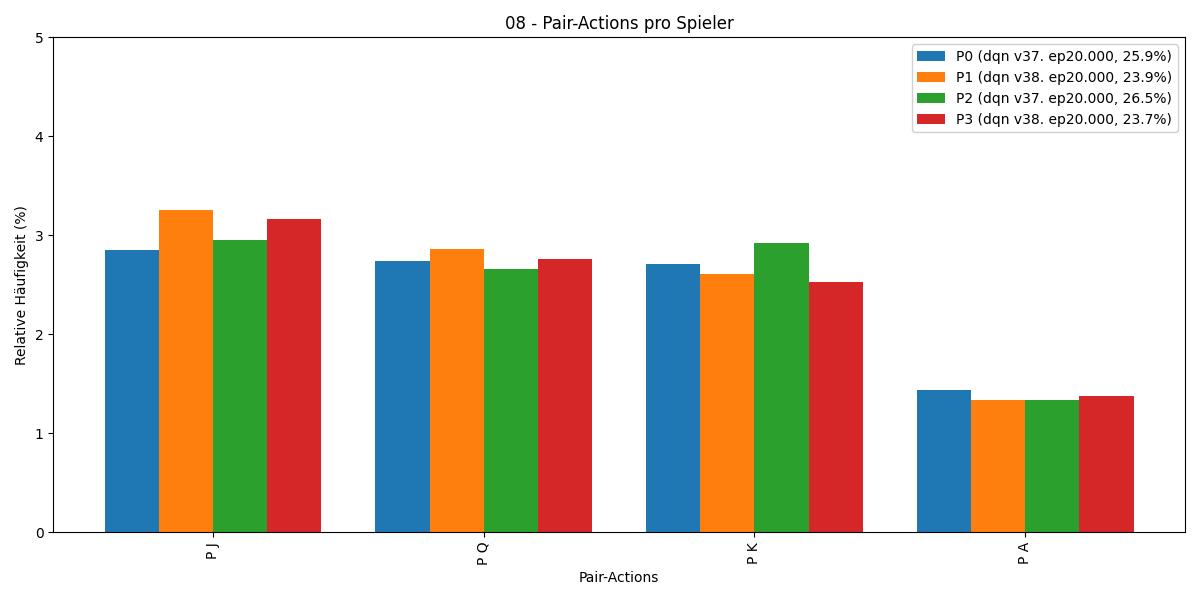 08 - Pair-Actions pro Spieler
P0 (dqn v37. ep20.000, 25.9%)
P1 (dqn v38. ep20.000, 23.9%)
P2 (dqn v37. ep20.000, 26.5%)
P3 (dqn v38. ep20.000, 23.7%)
Relative Häufigkeit (%)
5
4
3
2
1
0
P J
P Q
P K
P A
Pair-Actions